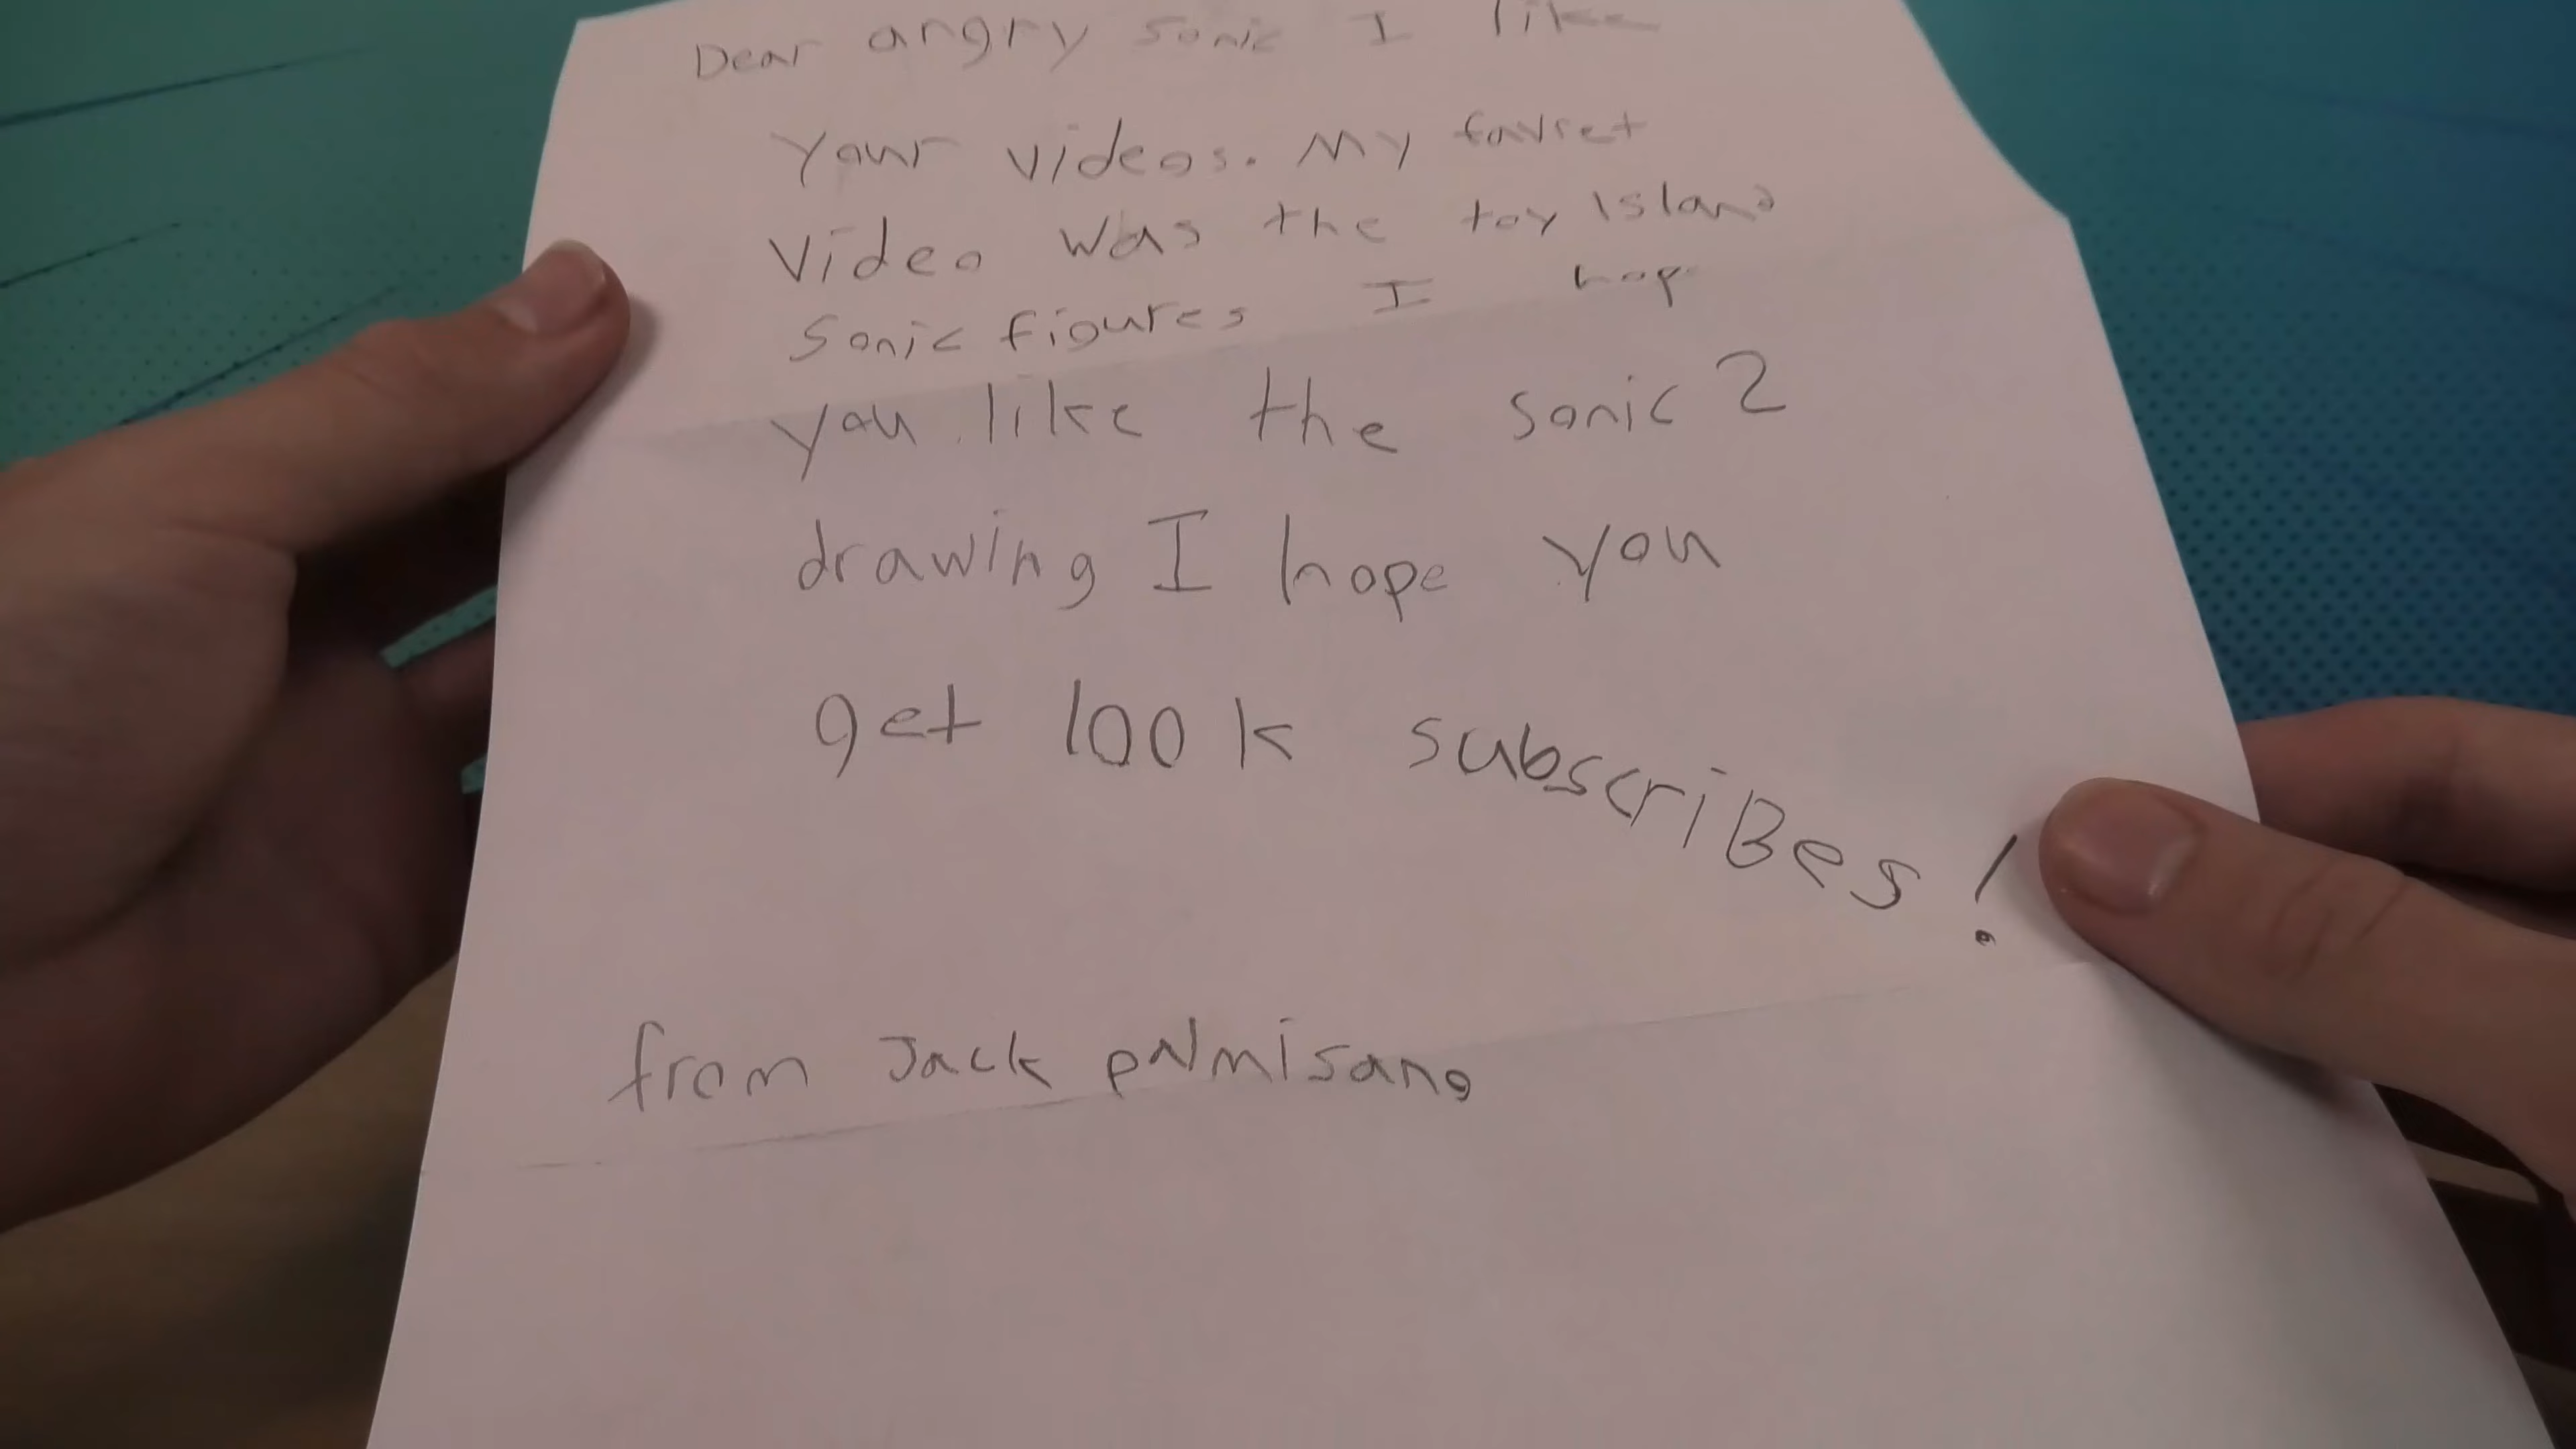 Dear angry sonic I like
your videos. My favret
video was the toy Island
Sonic figures I hop
you like the sonic 2
drawing I hope you
get 100k subscriBes!
from Jack palmisano